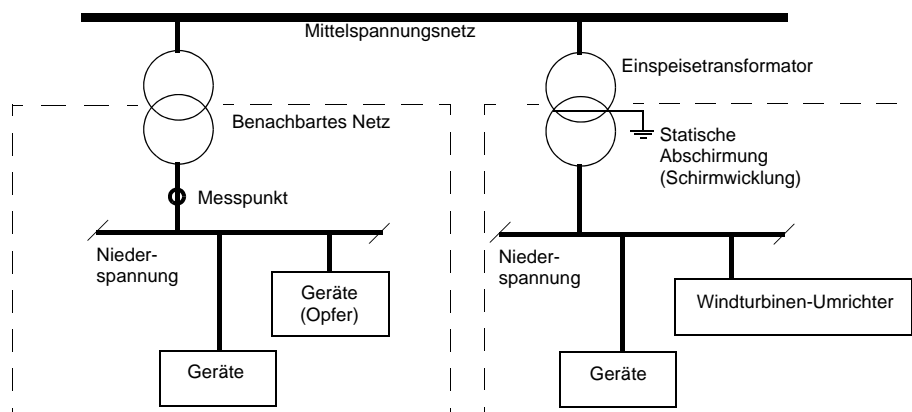 Mittelspannungsnetz
Einspeisetransformator
Benachbartes Netz
Statische
Abschirmung
(Schirmwicklung)
Messpunkt
Nieder-
spannung
Geräte
(Opfer)
Geräte
Nieder-
spannung
Windturbinen-Umrichter
Geräte